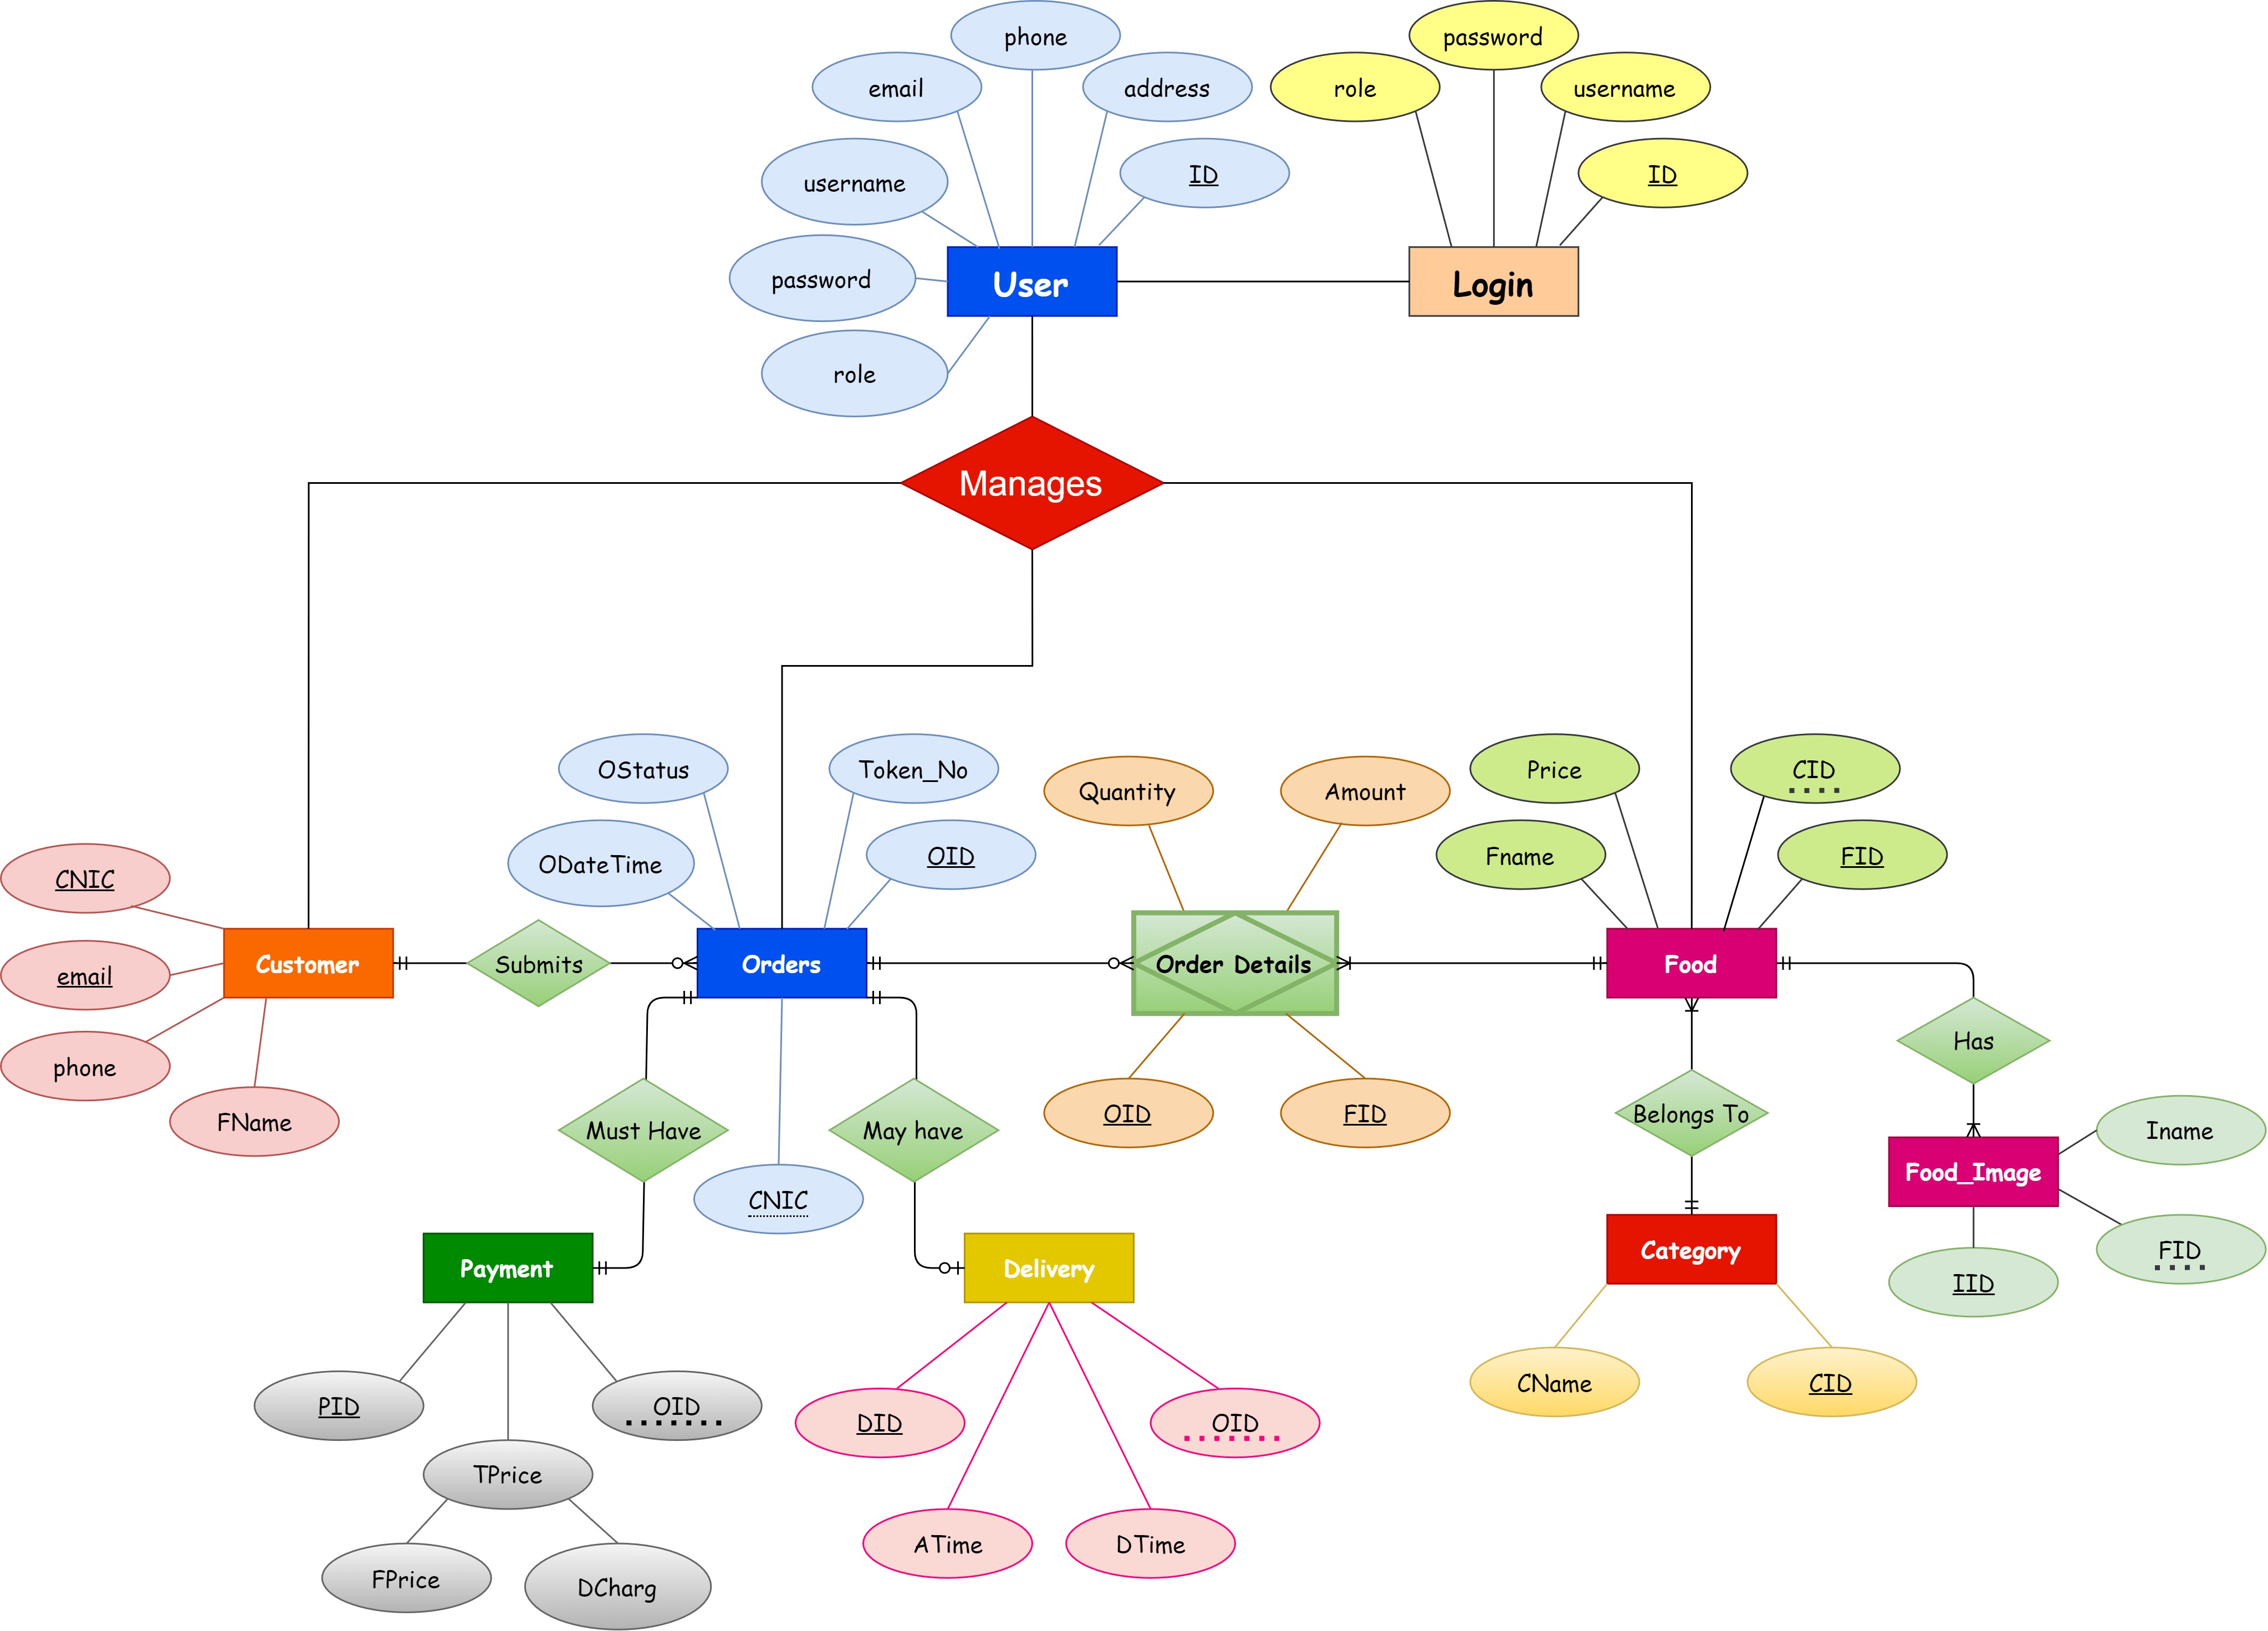 phone
password
email
address
role
username
ID
ID
username
password
User
Login
role
Manages
OStatus
Token_No
Price
CID
Quantity
Amount
ODateTime
OID
Fname
FID
CNIC
Customer
Submits
Orders
Order Details
Food
email
Has
phone
FName
Must Have
May have
OID
FID
Belongs To
Iname
Food_Image
CNIC
Category
FID
Payment
Delivery
IID
CName
CID
PID
OID
DID
OID
TPrice
ATime
DTime
FPrice
DCharg